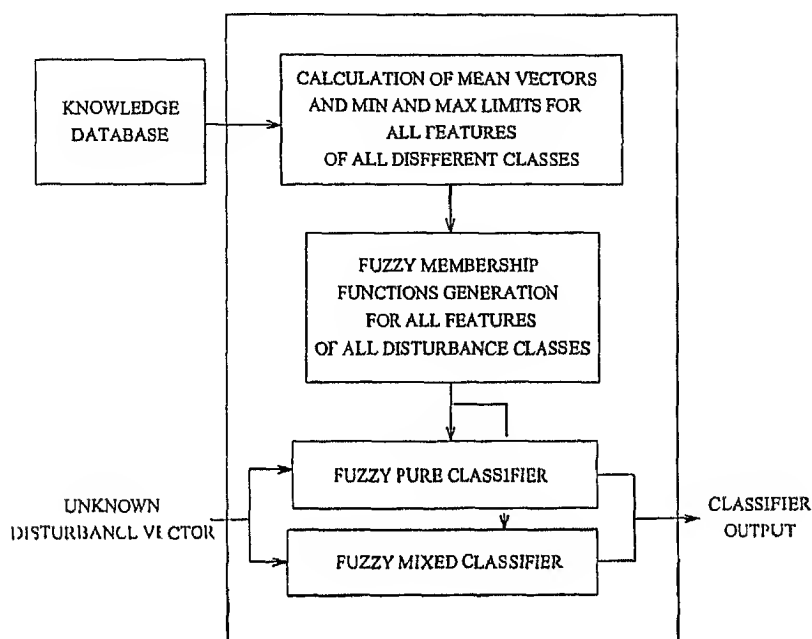 KNOWLEDGE
DATABASE
CALCULATION OF MEAN VECTORS
AND MIN AND MAX LIMITS FOR
ALL FEATURES
OF ALL DISFFERENT CLASSES
FUZZY MEMBERSHIP
FUNCTIONS GENERATION
FOR ALL FEATURES
OF ALL DISTURBANCE CLASSES
FUZZY PURE CLASSIFIER
UNKNOWN
DISTURBANCE VECTOR
FUZZY MIXED CLASSIFIER
CLASSIFIER
OUTPUT